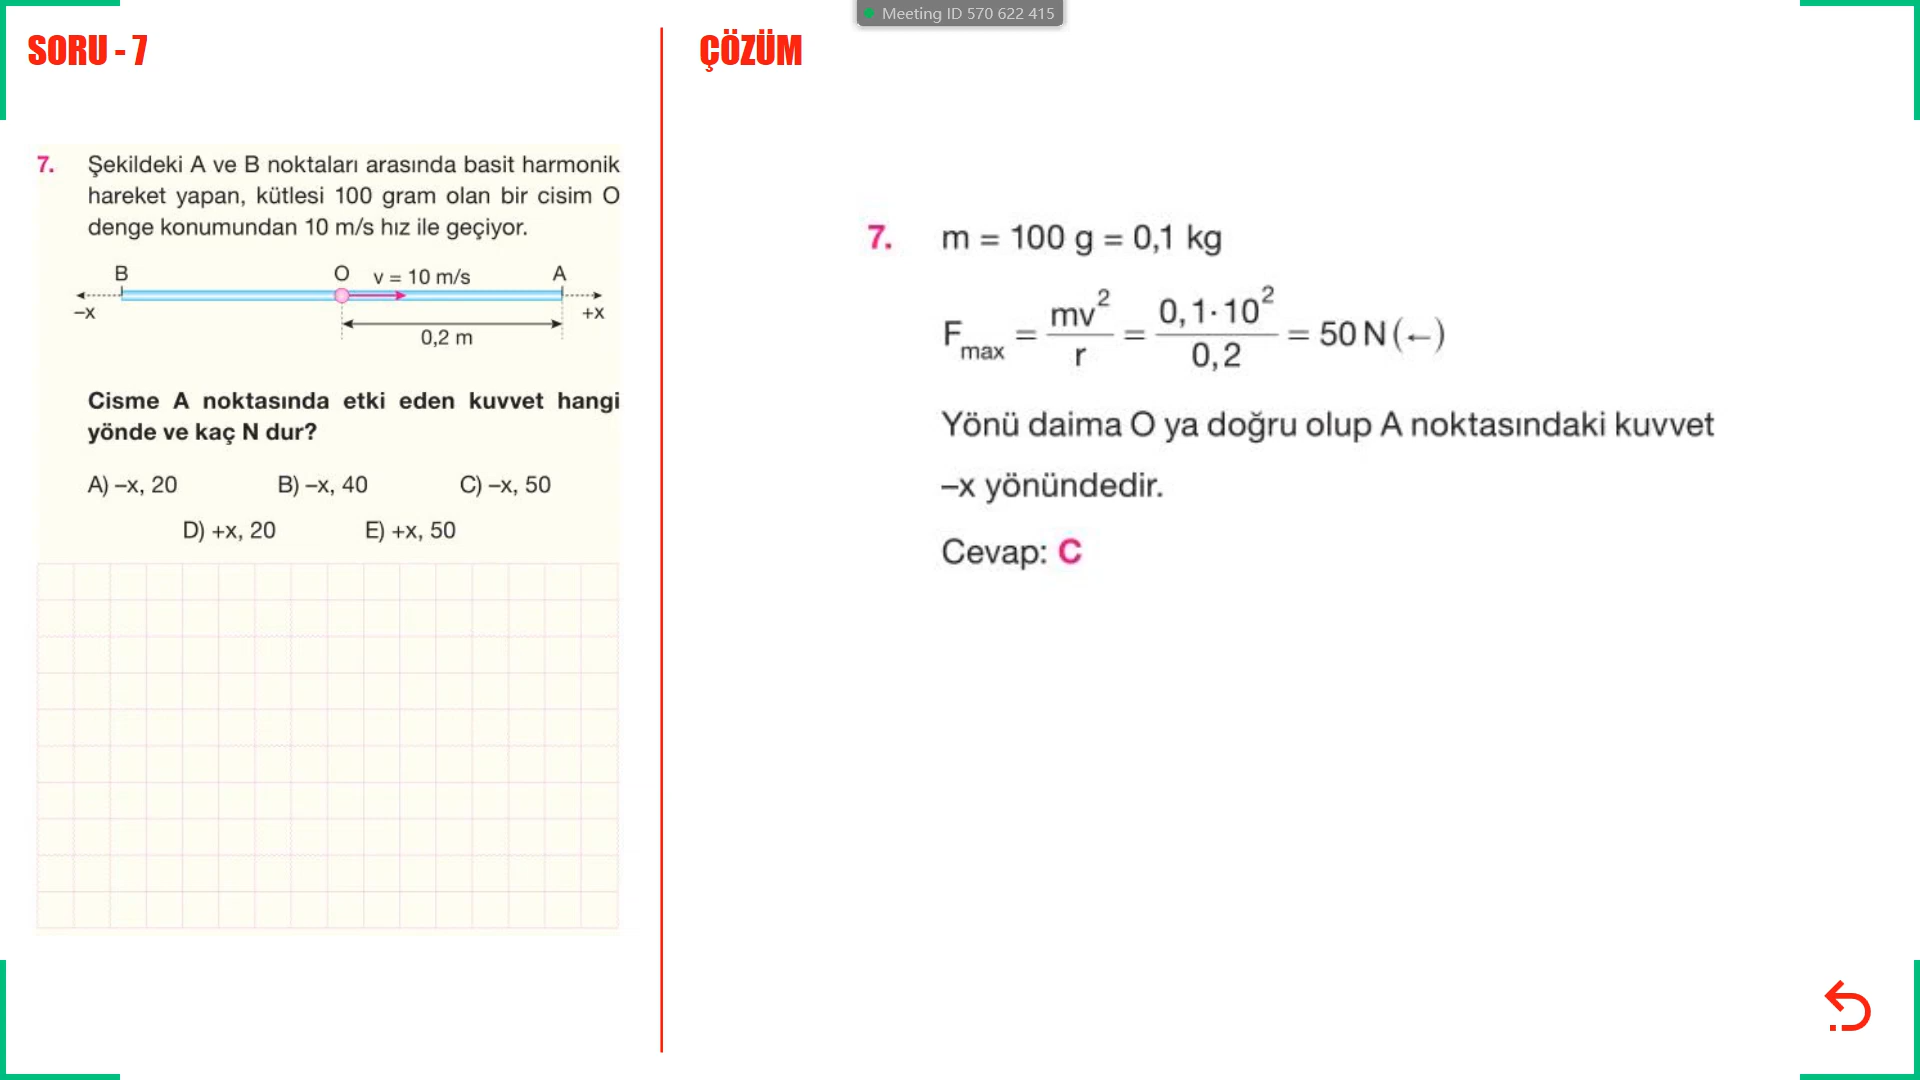 Meeting ID 570 622 415
SORU - 7
7. Şekildeki A ve B noktaları arasında basit harmonik
hareket yapan, kütlesi 100 gram olan bir cisim O
denge konumundan 10 m/s hız ile geçiyor.
B O v = 10 m/s A
–x +x
0,2 m
Cisme A noktasında etki eden kuvvet hangi
yönde ve kaç N dur?
A) –x, 20 B) –x, 40 C) –x, 50
D) +x, 20 E) +x, 50
ÇÖZÜM
7. m = 100 g = 0,1 kg
F_max = mv²/r = 0,1·10²/0,2 = 50 N (←)
Yönü daima O ya doğru olup A noktasındaki kuvvet
–x yönündedir.
Cevap: C